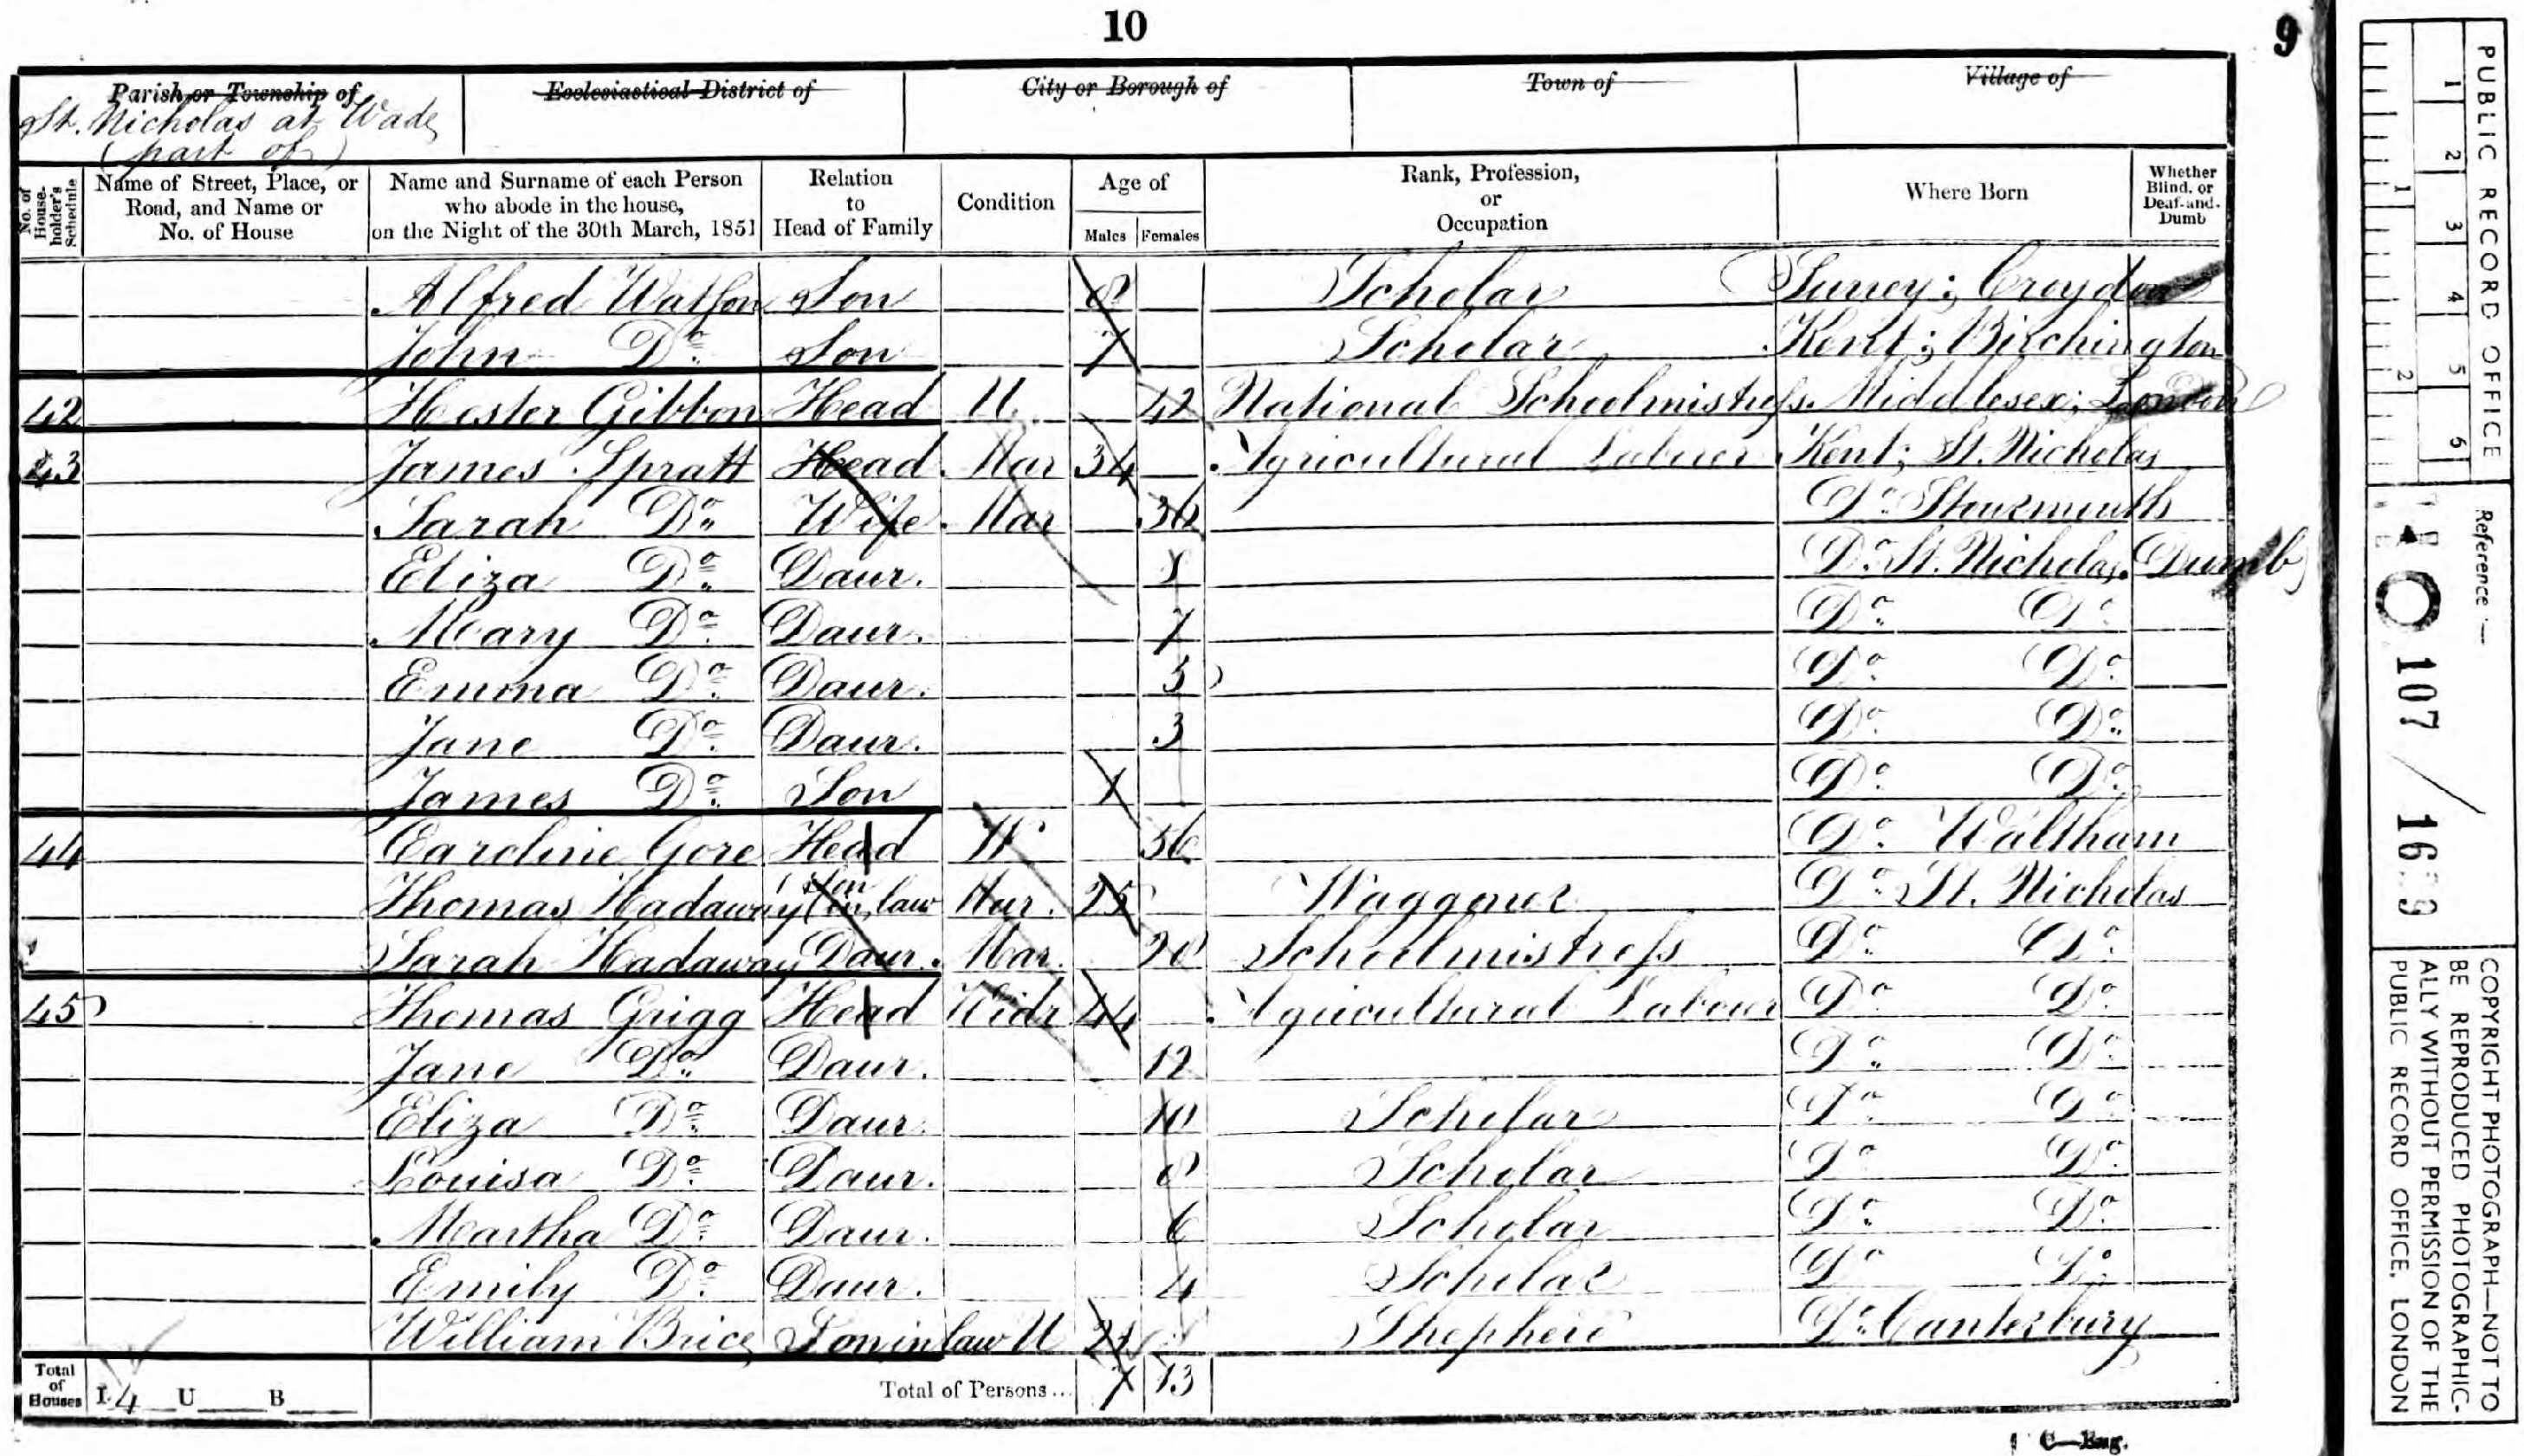 10
9
Parish or Township of
St. Nicholas at Wade
(part of)
Ecclesiastical District of
City or Borough of
Town of
Village of
No. of House-holder's Schedule
Name of Street, Place, or Road, and Name or No. of House
Name and Surname of each Person who abode in the house, on the Night of the 30th March, 1851
Relation to Head of Family
Condition
Age of
Males
Females
Rank, Profession, or Occupation
Where Born
Whether Blind, or Deaf-and-Dumb
Alfred Watson Son 8 Scholar Surrey; Croydon
John Do. Son 7 Scholar Kent; Birchington
42 Hester Gibbon Head U. 42 National Schoolmistress Middlesex; London
43 James Spratt Head Mar 34 Agricultural Labourer Kent; St. Nicholas
Sarah Do. Wife Mar 36 Do. Stourmouth
Eliza Do. Daur. 8 Do. St. Nicholas. Dumb
Mary Do. Daur. 7 Do. Do.
Emma Do. Daur. 5 Do. Do.
Jane Do. Daur. 3 Do. Do.
James Do. Son 1 Do. Do.
44 Caroline Gore Head W 56 Do. Waltham
Thomas Hadaway Son in law Mar. 25 Waggoner Do. St. Nicholas
Sarah Hadaway Daur. Mar. 20 Schoolmistress Do. Do.
45 Thomas Grigg Head Widr 44 Agricultural Labour Do. Do.
Jane Do. Daur. 12 Do. Do.
Eliza Do. Daur. 10 Scholar Do. Do.
Louisa Do. Daur. 8 Scholar Do. Do.
Martha Do. Daur. 6 Scholar Do. Do.
Emily Do. Daur. 4 Scholar Do. Do.
William Brice Son in law U 21 Shepherd Do. Canterbury
Total of Houses I 4 U B Total of Persons... 7 13
C—Eng.
PUBLIC RECORD OFFICE
1 2 3 4 5 6
1 2
Reference :—
107 /
COPYRIGHT PHOTOGRAPH—NOT TO BE REPRODUCED PHOTOGRAPHIC-ALLY WITHOUT PERMISSION OF THE PUBLIC RECORD OFFICE, LONDON